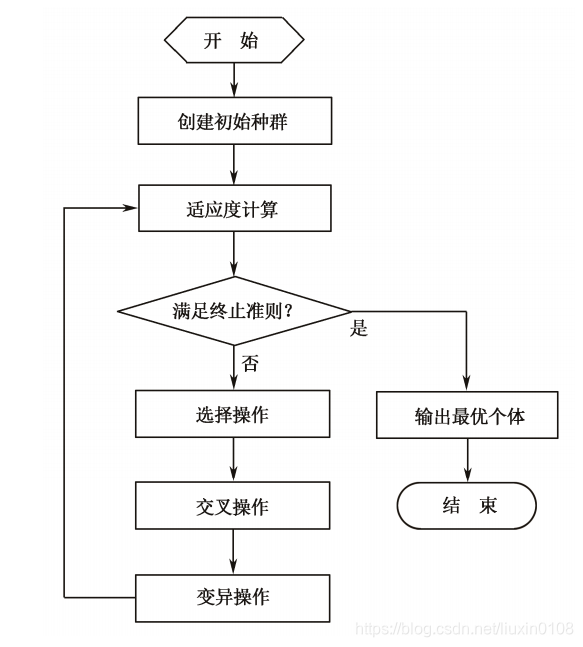 开 始
创建初始种群
适应度计算
满足终止准则？
是
否
选择操作
输出最优个体
交叉操作
结 束
变异操作
https://blog.csdn.net/liuxin0108